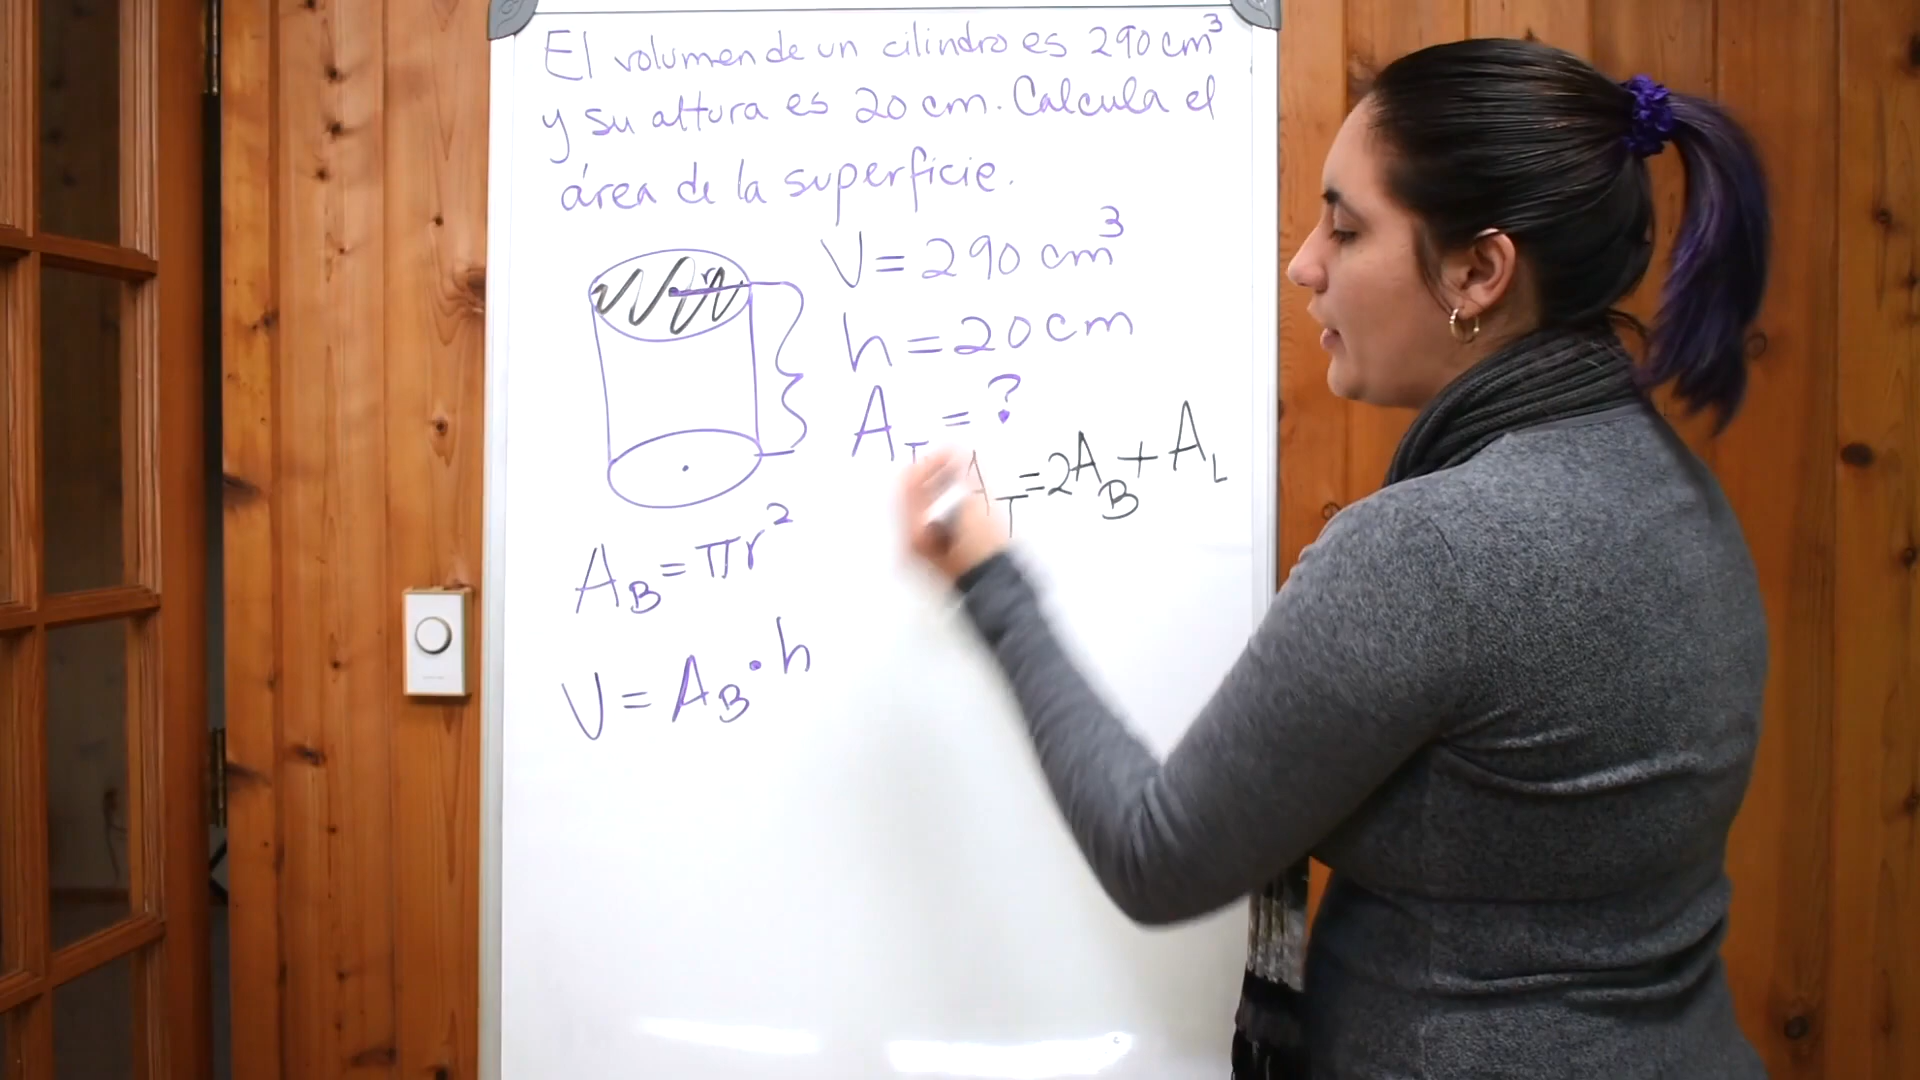 El volumen de un cilindro es 290 cm³
y su altura es 20 cm. Calcula el
área de la superficie.
r
V = 290 cm³
h = 20 cm
A_T = ?
A_T = 2A_B + A_L
A_B = πr²
V = A_B · h